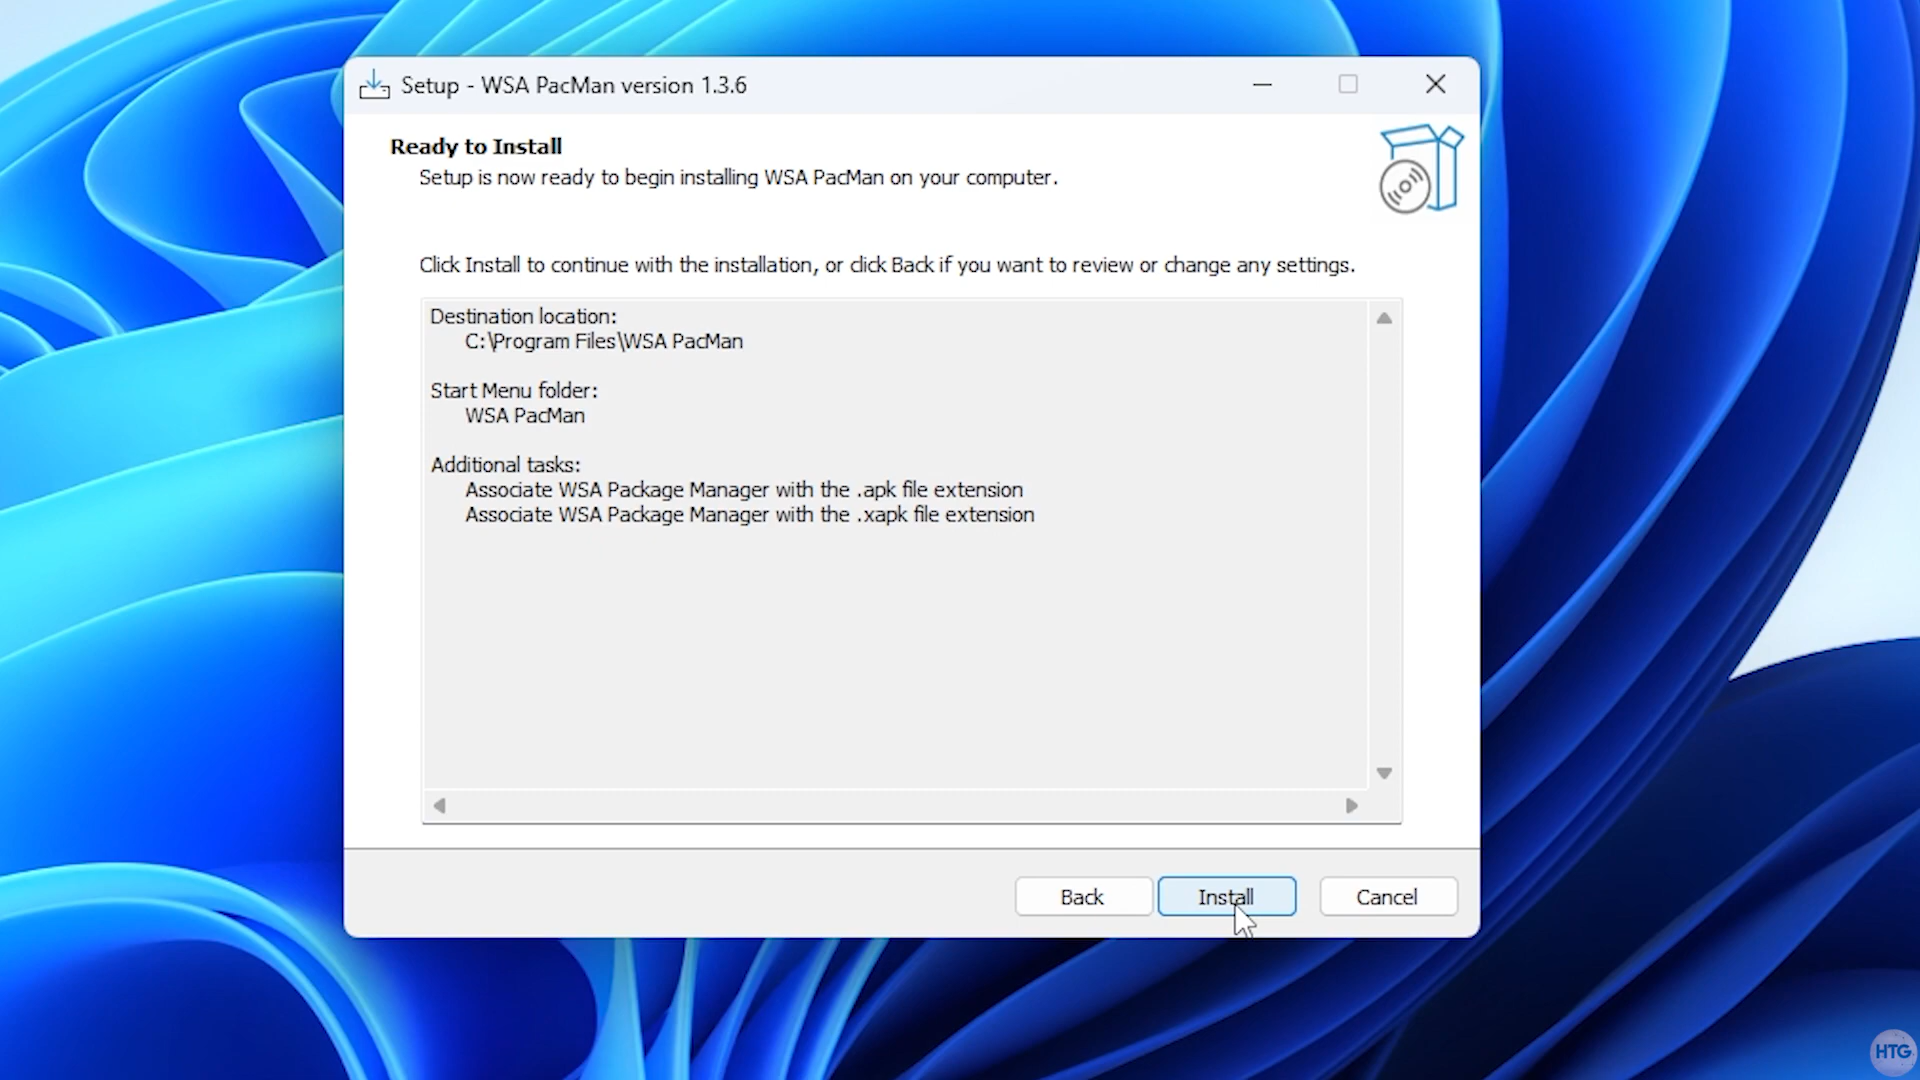 Setup - WSA PacMan version 1.3.6
Ready to Install
Setup is now ready to begin installing WSA PacMan on your computer.
Click Install to continue with the installation, or click Back if you want to review or change any settings.
Destination location:
C:\Program Files\WSA PacMan
Start Menu folder:
WSA PacMan
Additional tasks:
Associate WSA Package Manager with the .apk file extension
Associate WSA Package Manager with the .xapk file extension
Back
Install
Cancel
HTG